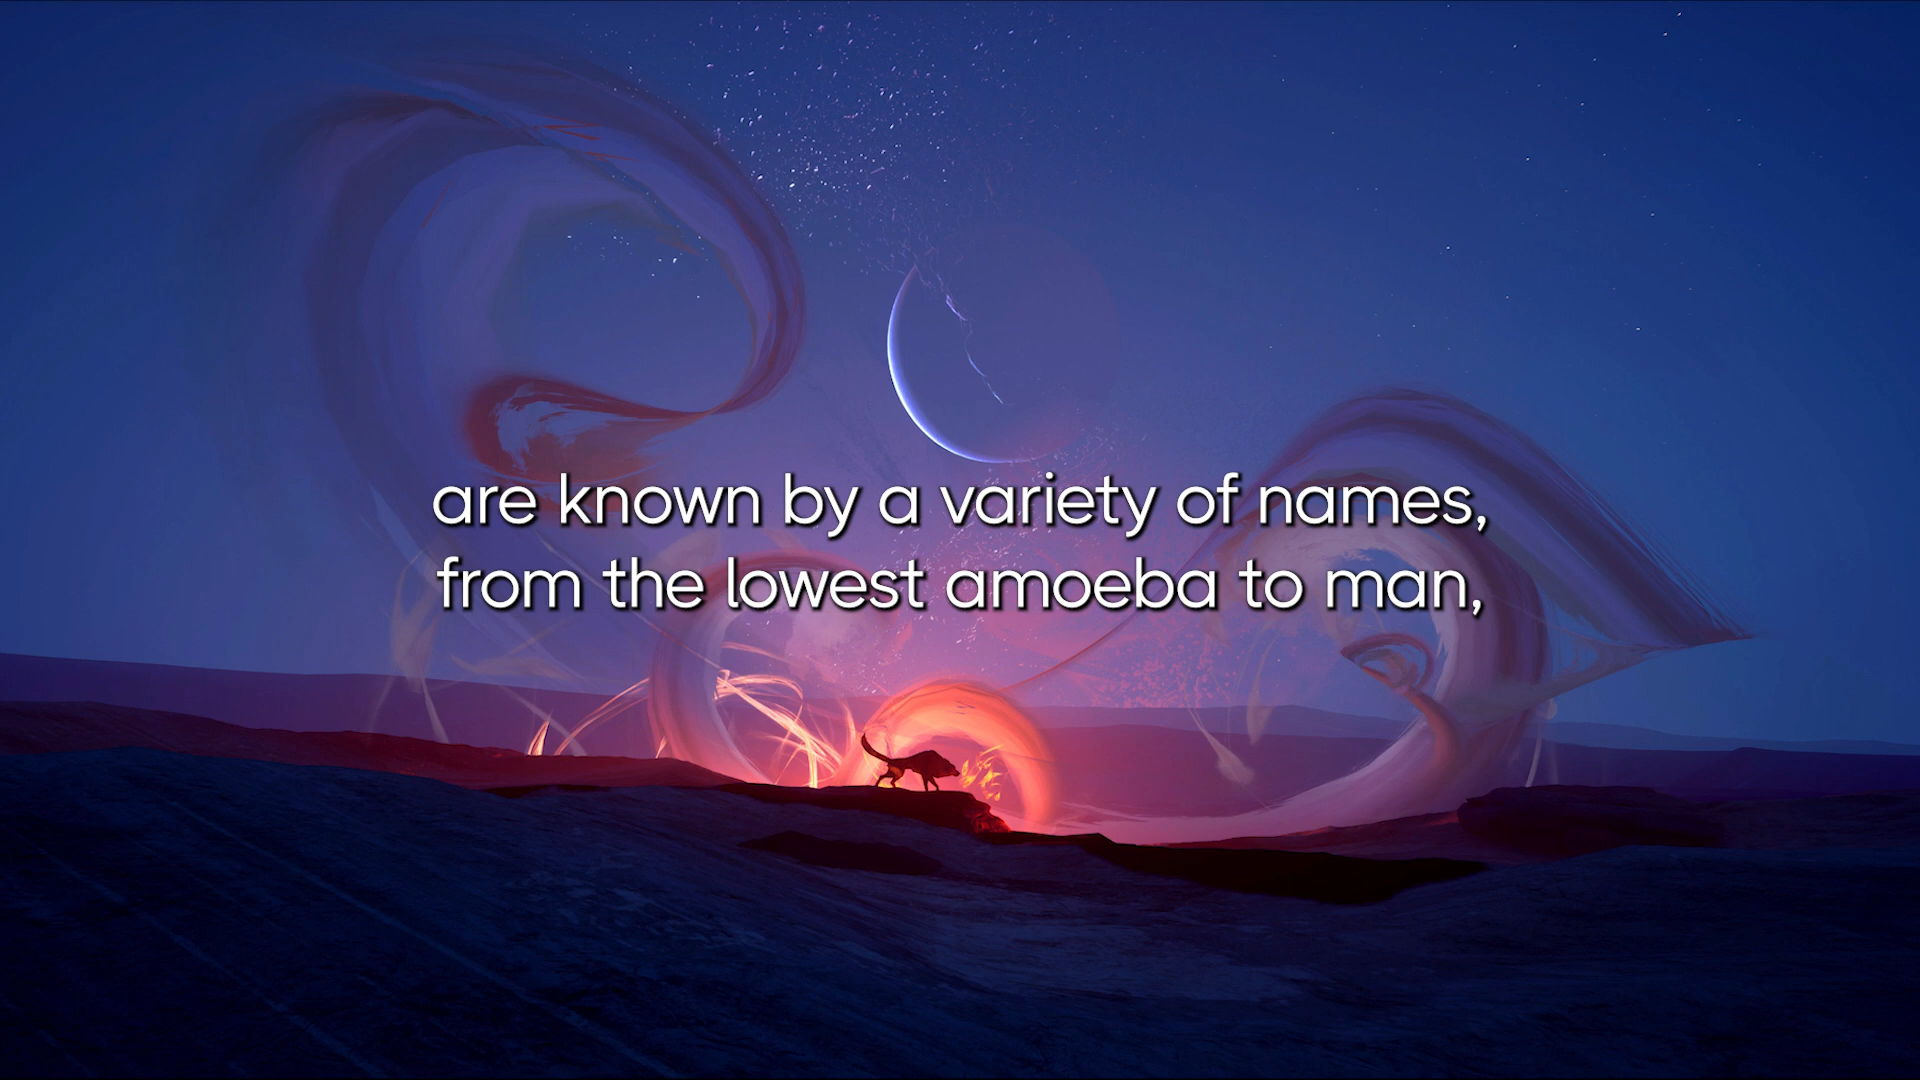 are known by a variety of names,
from the lowest amoeba to man,